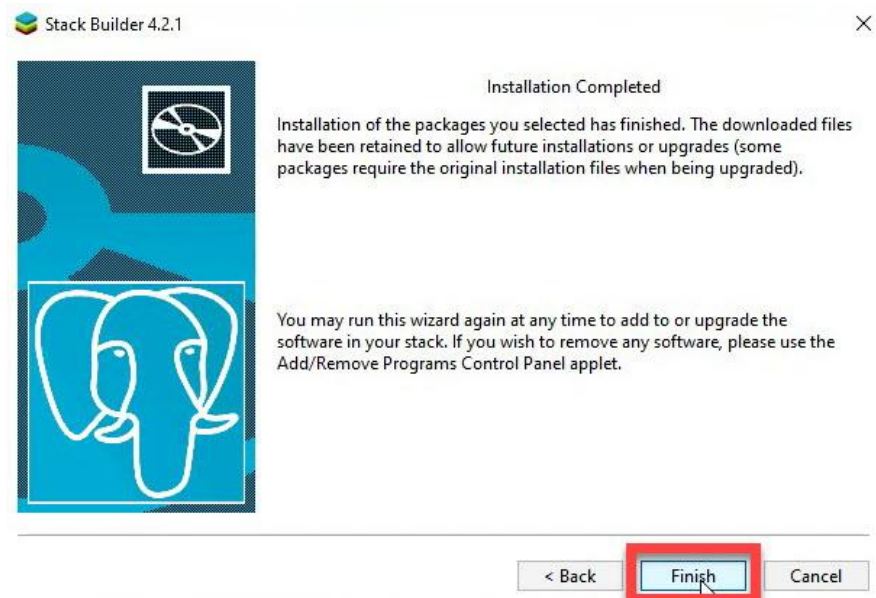 Stack Builder 4.2.1
Installation Completed
Installation of the packages you selected has finished. The downloaded files
have been retained to allow future installations or upgrades (some
packages require the original installation files when being upgraded).
You may run this wizard again at any time to add to or upgrade the
software in your stack. If you wish to remove any software, please use the
Add/Remove Programs Control Panel applet.
< Back
Finish
Cancel